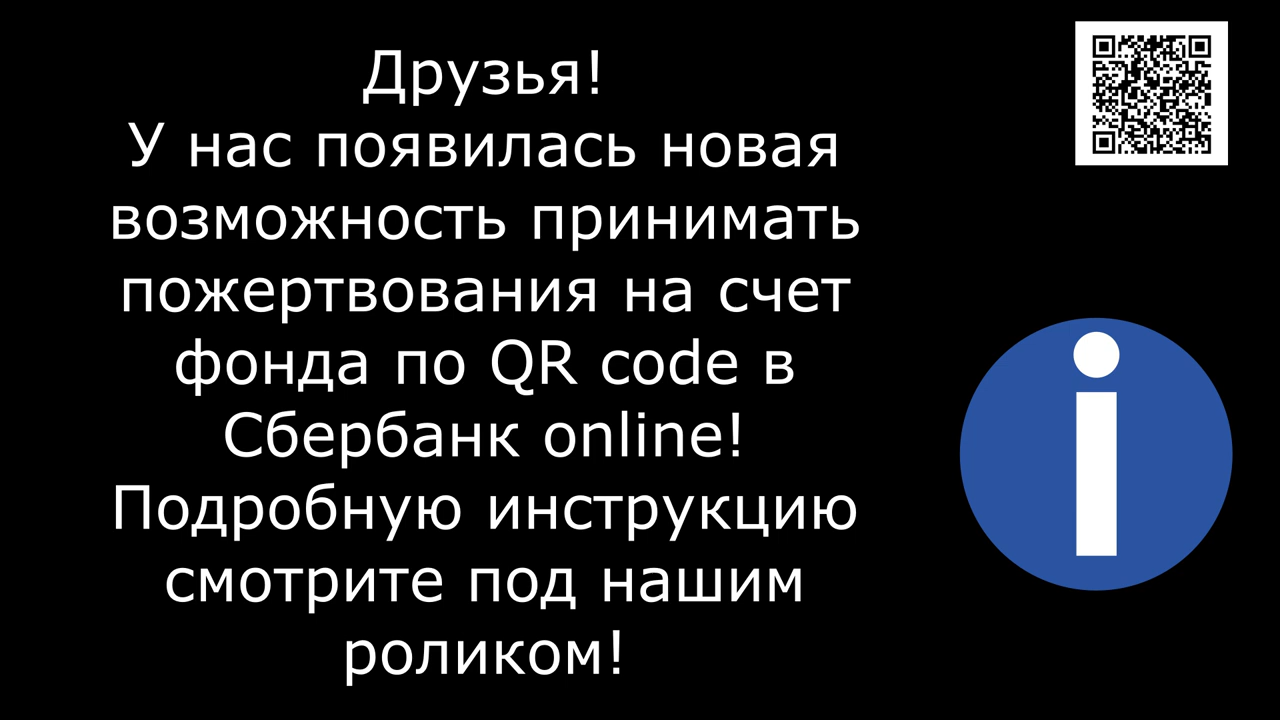 Друзья!
У нас появилась новая
возможность принимать
пожертвования на счет
фонда по QR code в
Сбербанк online!
Подробную инструкцию
смотрите под нашим
роликом!
i